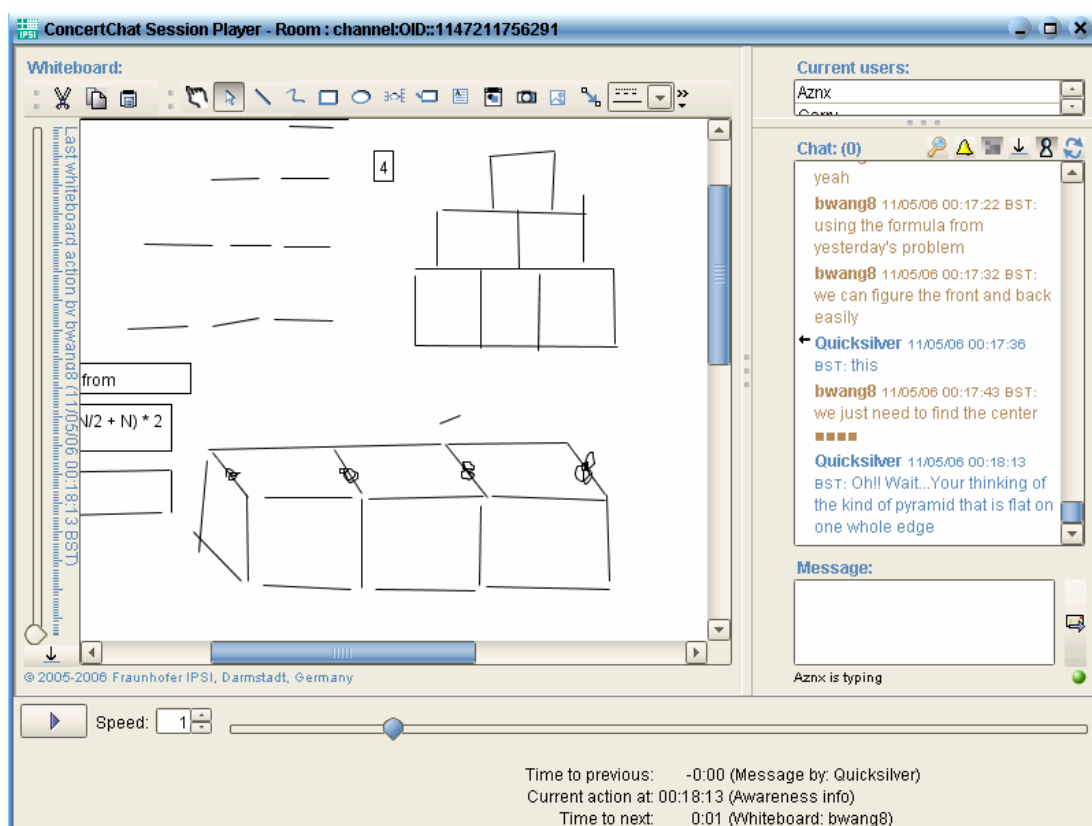 ConcertChat Session Player - Room : channel:OID::1147211756291
Whiteboard:
Last whiteboard action by bwang8 (11/05/06 00:18:13 BST)
4
from
N/2 + N) * 2
© 2005-2006 Fraunhofer IPSI, Darmstadt, Germany
Current users:
Aznx
Chat: (0)
yeah
bwang8 11/05/06 00:17:22 BST:
using the formula from
yesterday's problem
bwang8 11/05/06 00:17:32 BST:
we can figure the front and back
easily
Quicksilver 11/05/06 00:17:36
BST: this
bwang8 11/05/06 00:17:43 BST:
we just need to find the center
Quicksilver 11/05/06 00:18:13
BST: Oh!! Wait...Your thinking of
the kind of pyramid that is flat on
one whole edge
Message:
Aznx is typing
Speed: 1
Time to previous: -0:00 (Message by: Quicksilver)
Current action at: 00:18:13 (Awareness info)
Time to next: 0:01 (Whiteboard: bwang8)